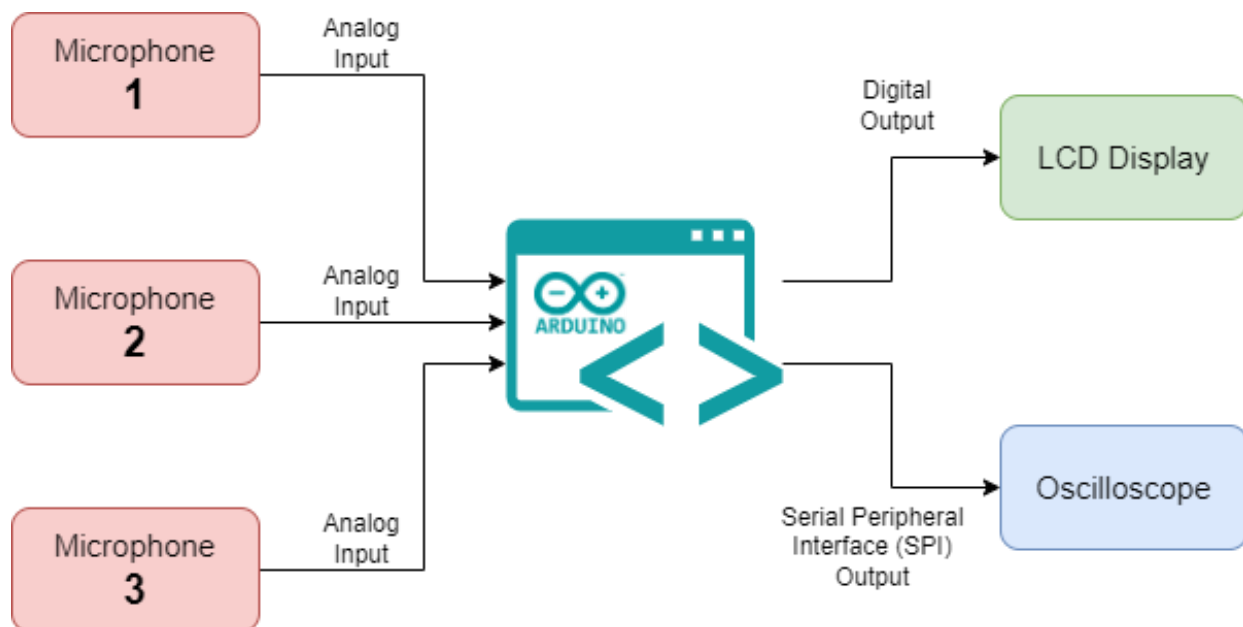 Microphone
1
Analog
Input
Microphone
2
Analog
Input
Microphone
3
Analog
Input
ARDUINO
Digital
Output
LCD Display
Serial Peripheral
Interface (SPI)
Output
Oscilloscope